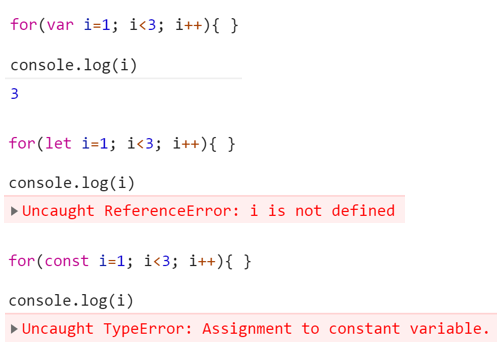 for(var i=1; i<3; i++){ }
console.log(i)
3
for(let i=1; i<3; i++){ }
console.log(i)
Uncaught ReferenceError: i is not defined
for(const i=1; i<3; i++){ }
console.log(i)
Uncaught TypeError: Assignment to constant variable.